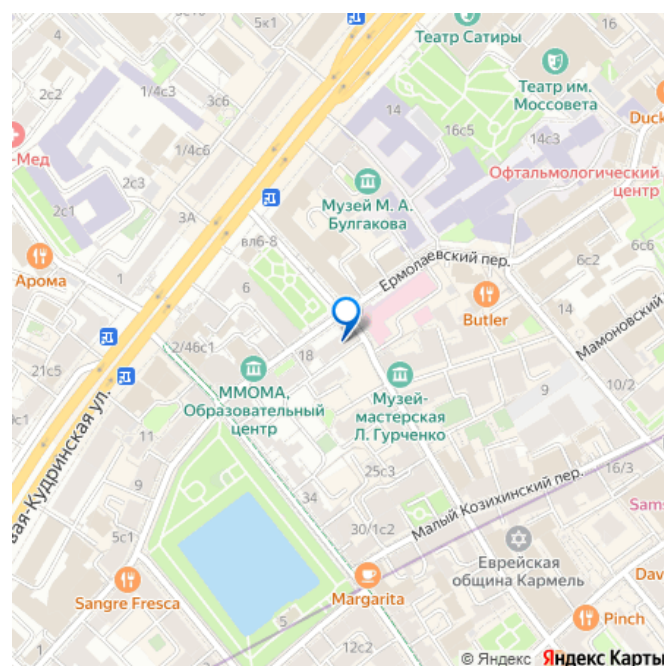 5к1
Театр Сатиры
2с2
1/4с3
3с6
Театр им.
Моссовета
14
16с5
14с3
Duck
-Мед
1/4с6
2с3
Офтальмологический
центр
2с1
3А
Музей М. А.
Булгакова
вл6-8
6с6
6с2
Арома
1
6
Ермолаевский пер.
14
Butler
Мамоновский
2/46с1
18
21с5
ММОМА,
Образовательный
центр
Музей-
мастерская
Л. Гурченко
9
10/2
0с1
вая-Кудринская ул.
11
25с3
9
34
16/3
Малый Козихинский пер.
30/1с2
Sams
5с1
Еврейская
община Кармель
Sangre Fresca
Margarita
Dav
5
Pinch
12с2
1
© Яндекс Яндекс Карты